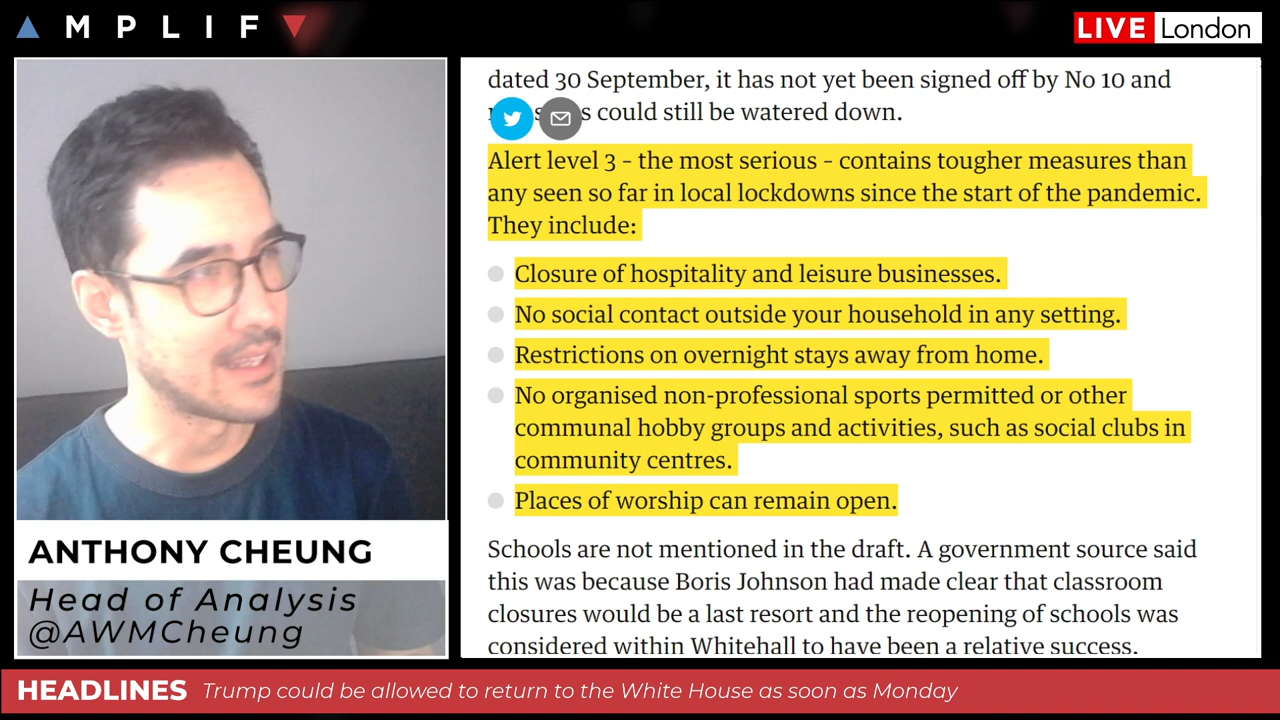 MPLIF
LIVE London
dated 30 September, it has not yet been signed off by No 10 and
could still be watered down.
Alert level 3 – the most serious – contains tougher measures than
any seen so far in local lockdowns since the start of the pandemic.
They include:
Closure of hospitality and leisure businesses.
No social contact outside your household in any setting.
Restrictions on overnight stays away from home.
No organised non-professional sports permitted or other
communal hobby groups and activities, such as social clubs in
community centres.
Places of worship can remain open.
Schools are not mentioned in the draft. A government source said
this was because Boris Johnson had made clear that classroom
closures would be a last resort and the reopening of schools was
considered within Whitehall to have been a relative success.
ANTHONY CHEUNG
Head of Analysis
@AWMCheung
HEADLINES Trump could be allowed to return to the White House as soon as Monday